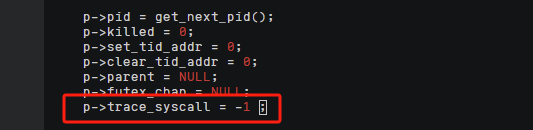 p->pid = get_next_pid();
p->killed = 0;
p->set_tid_addr = 0;
p->clear_tid_addr = 0;
p->parent = NULL;
p->futex_chan = NULL;
p->trace_syscall = -1 ;